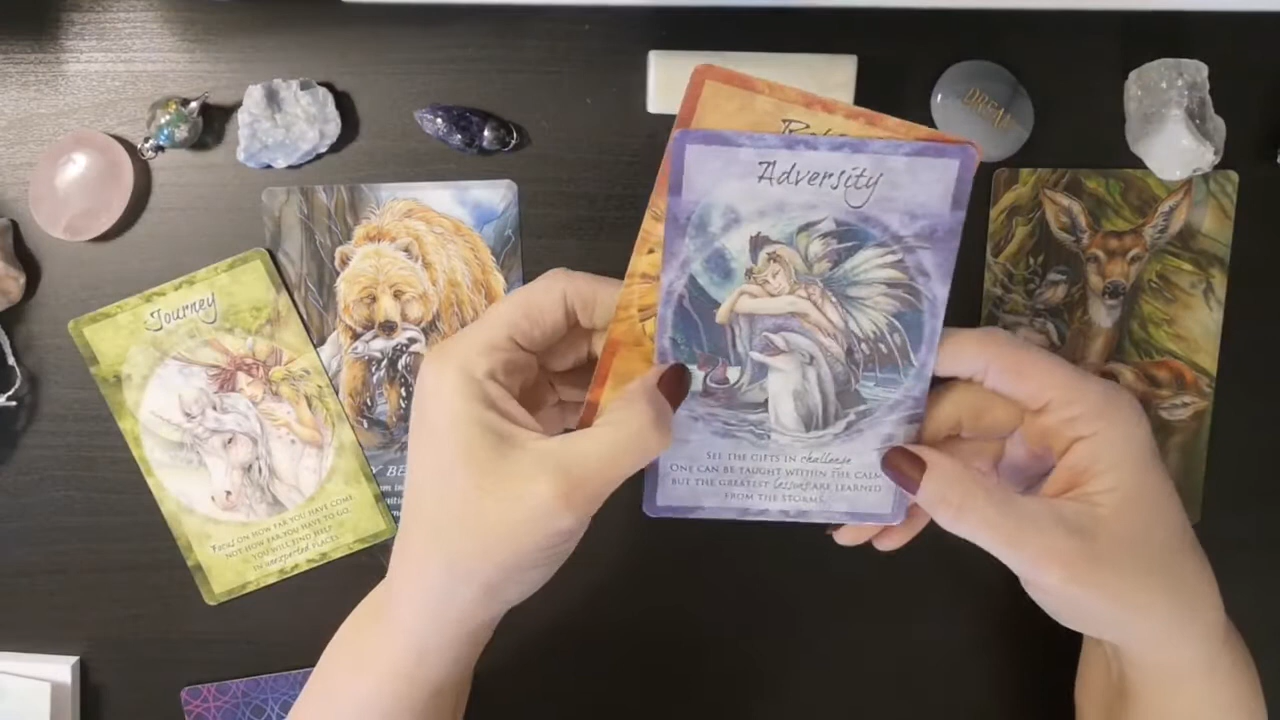 Adversity
SEE THE GIFTS IN challenge
ONE CAN BE TAUGHT WITHIN THE CALM
BUT THE GREATEST lessons ARE LEARNED
FROM THE STORMS.
Journey
Focus ON HOW FAR YOU HAVE COME,
NOT HOW FAR YOU HAVE TO GO.
YOU WILL FIND HELP
IN unexpected PLACES.